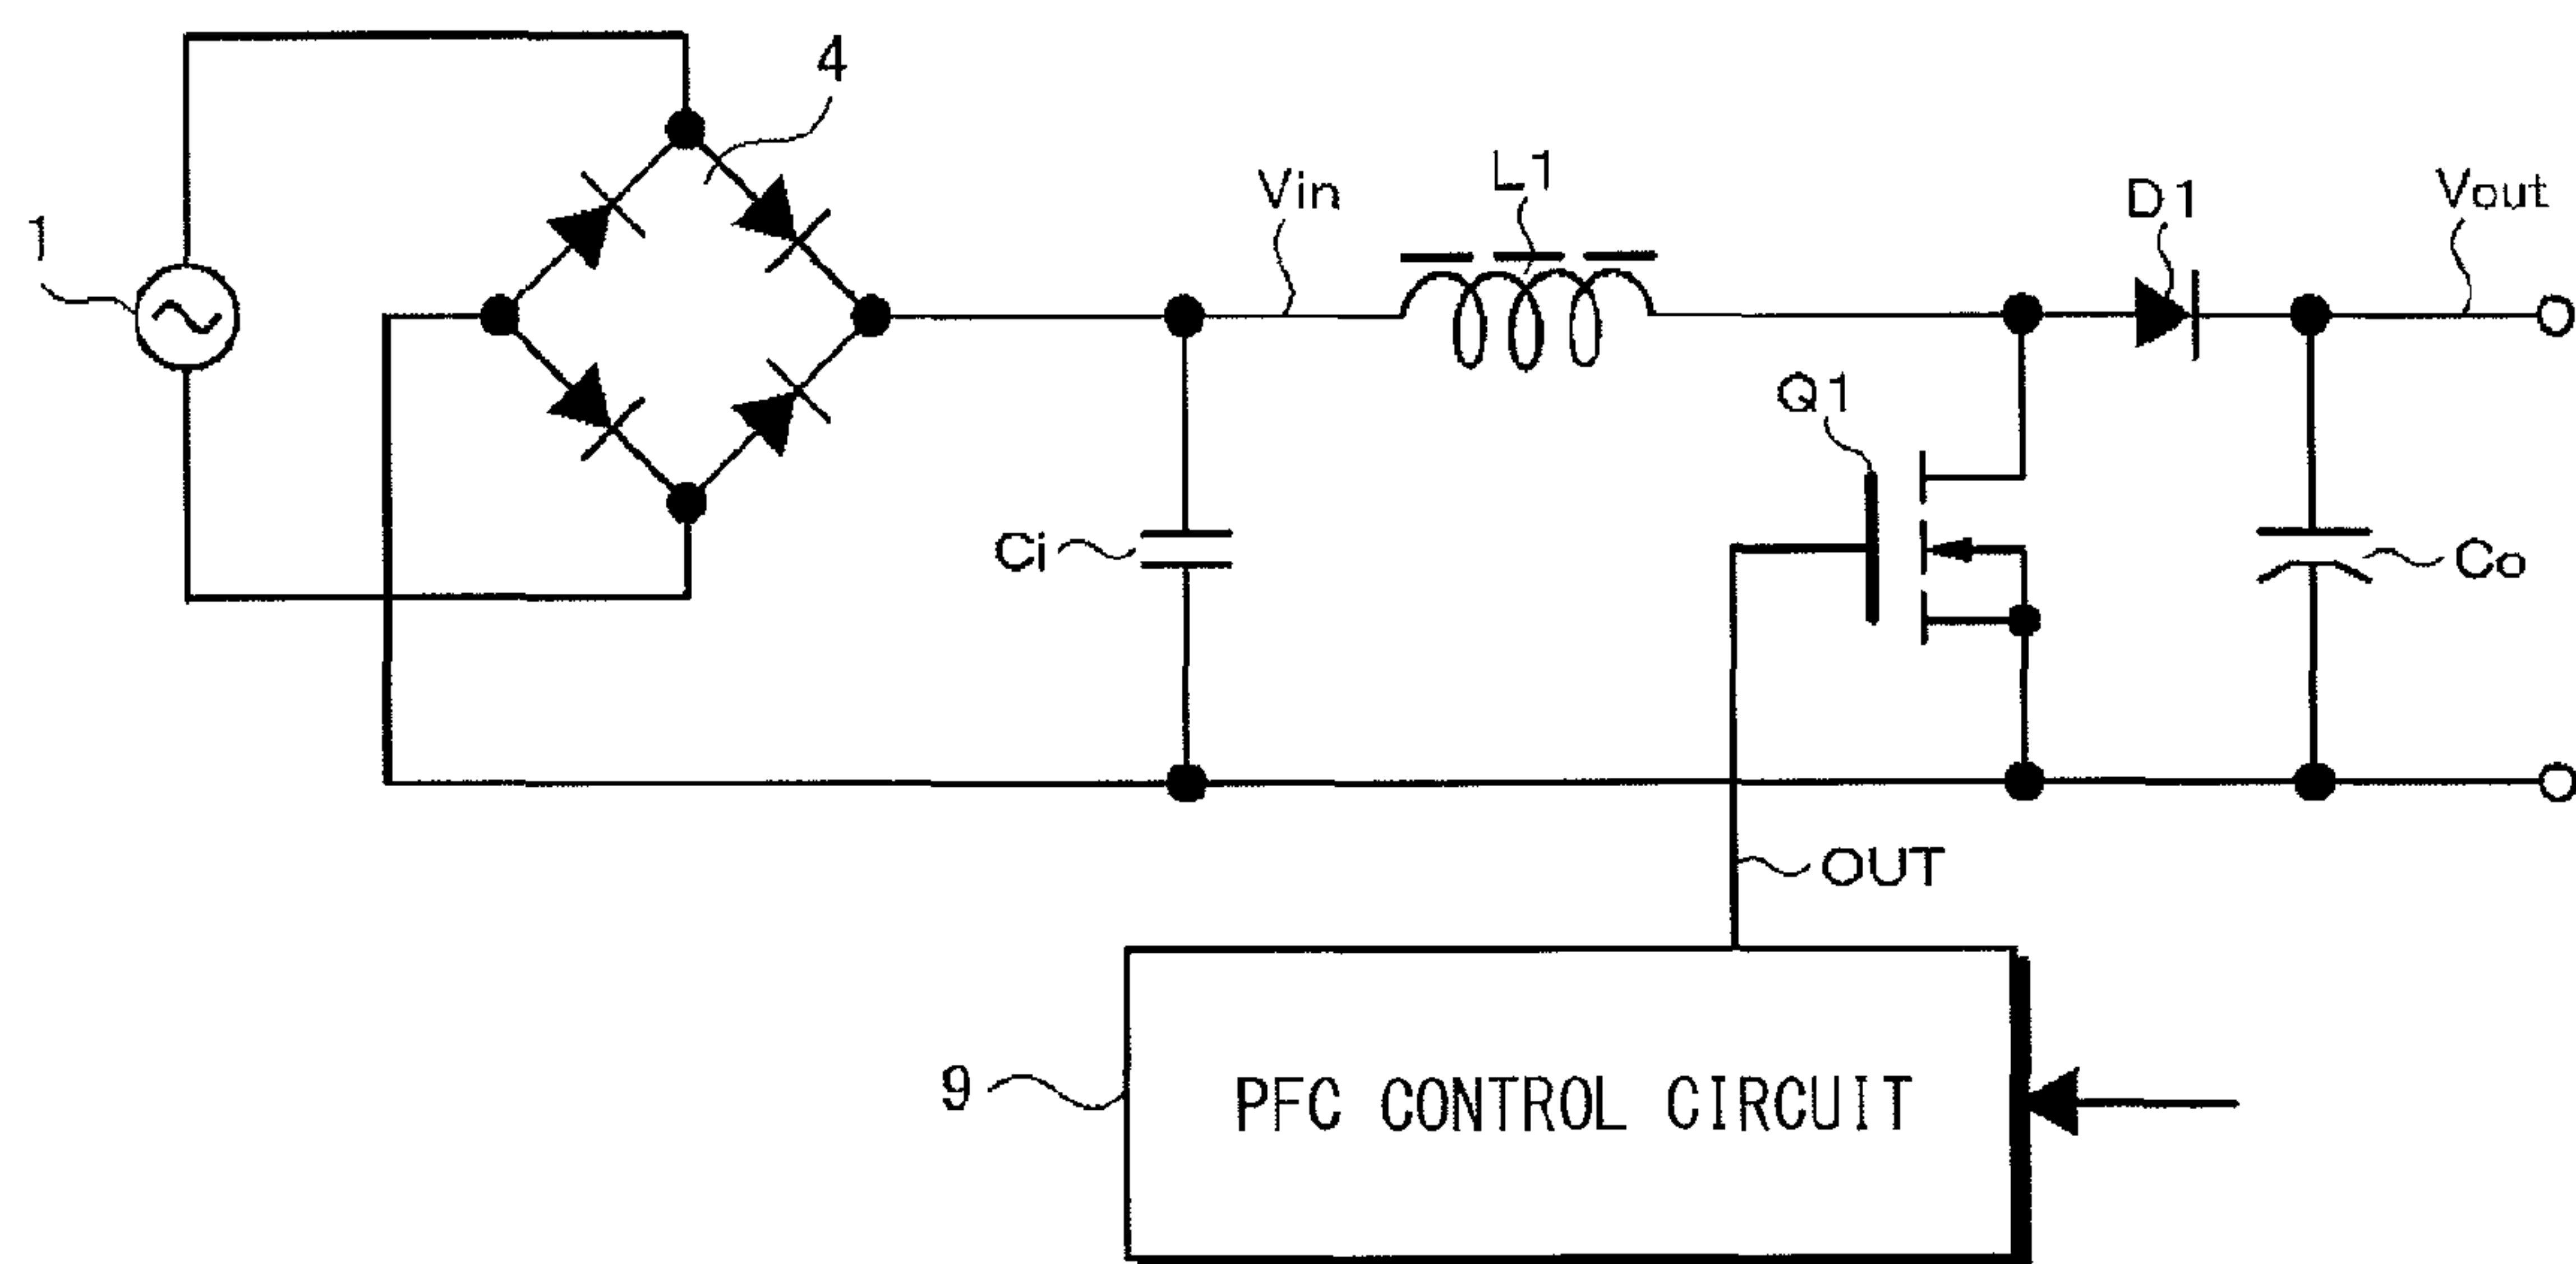 4
1
Vin
L1
D1
Vout
Q1
Ci
Co
OUT
9
PFC CONTROL CIRCUIT